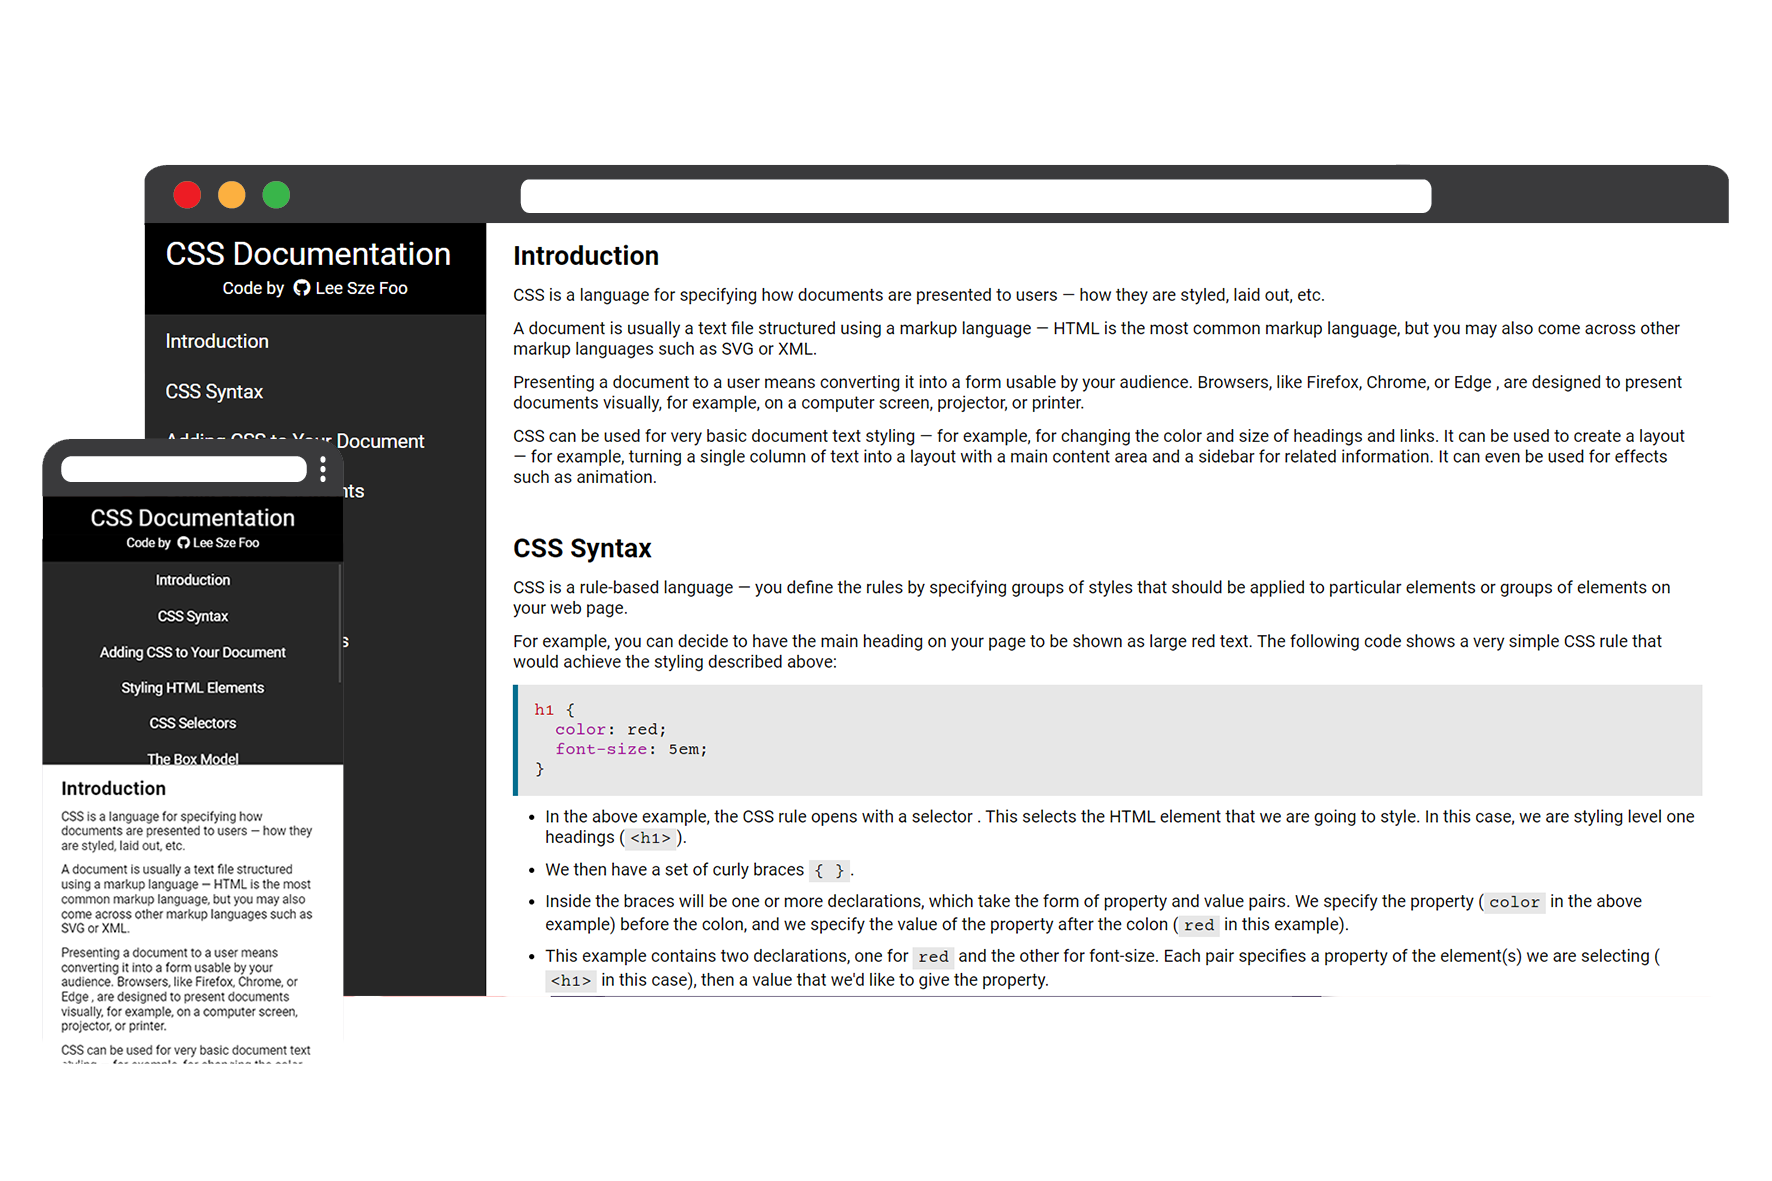 CSS Documentation
Code by Lee Sze Foo
Introduction
CSS Syntax
Adding CSS to Your Document
Introduction
CSS is a language for specifying how documents are presented to users — how they are styled, laid out, etc.
A document is usually a text file structured using a markup language — HTML is the most common markup language, but you may also come across other
markup languages such as SVG or XML.
Presenting a document to a user means converting it into a form usable by your audience. Browsers, like Firefox, Chrome, or Edge , are designed to present
documents visually, for example, on a computer screen, projector, or printer.
CSS can be used for very basic document text styling — for example, for changing the color and size of headings and links. It can be used to create a layout
— for example, turning a single column of text into a layout with a main content area and a sidebar for related information. It can even be used for effects
such as animation.
CSS Syntax
CSS is a rule-based language — you define the rules by specifying groups of styles that should be applied to particular elements or groups of elements on
your web page.
For example, you can decide to have the main heading on your page to be shown as large red text. The following code shows a very simple CSS rule that
would achieve the styling described above:
h1 {
  color: red;
  font-size: 5em;
}
• In the above example, the CSS rule opens with a selector . This selects the HTML element that we are going to style. In this case, we are styling level one
headings ( <h1> ).
• We then have a set of curly braces { } .
• Inside the braces will be one or more declarations, which take the form of property and value pairs. We specify the property ( color in the above
example) before the colon, and we specify the value of the property after the colon ( red in this example).
• This example contains two declarations, one for red and the other for font-size. Each pair specifies a property of the element(s) we are selecting (
<h1> in this case), then a value that we'd like to give the property.
CSS Documentation
Code by Lee Sze Foo
Introduction
CSS Syntax
Adding CSS to Your Document
Styling HTML Elements
CSS Selectors
The Box Model
Introduction
CSS is a language for specifying how
documents are presented to users — how they
are styled, laid out, etc.
A document is usually a text file structured
using a markup language — HTML is the most
common markup language, but you may also
come across other markup languages such as
SVG or XML.
Presenting a document to a user means
converting it into a form usable by your
audience. Browsers, like Firefox, Chrome, or
Edge , are designed to present documents
visually, for example, on a computer screen,
projector, or printer.
CSS can be used for very basic document text
styling — for example, for changing the color